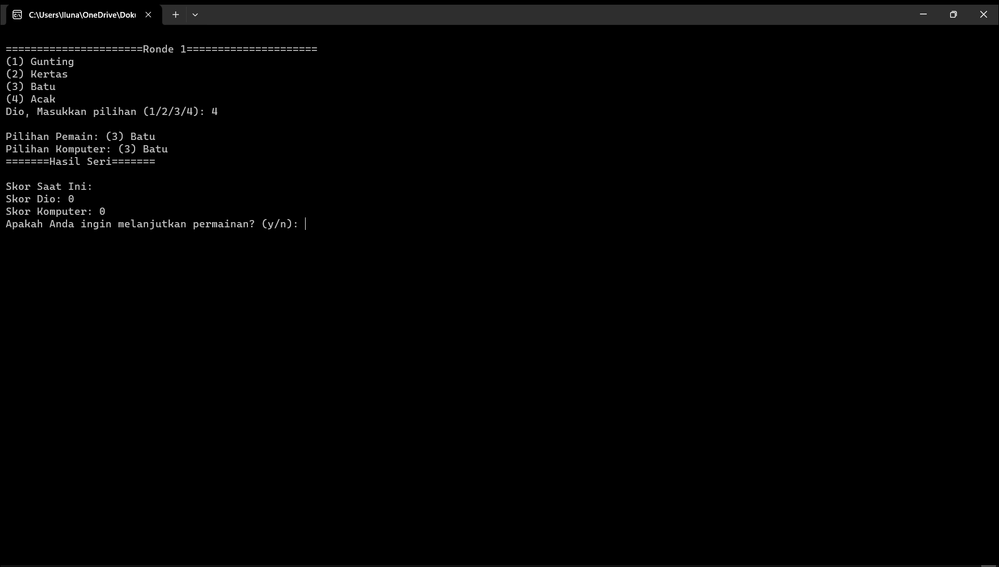 C:\Users\lluna\OneDrive\Doku
======================Ronde 1=====================
(1) Gunting
(2) Kertas
(3) Batu
(4) Acak
Dio, Masukkan pilihan (1/2/3/4): 4
Pilihan Pemain: (3) Batu
Pilihan Komputer: (3) Batu
=======Hasil Seri=======
Skor Saat Ini:
Skor Dio: 0
Skor Komputer: 0
Apakah Anda ingin melanjutkan permainan? (y/n):